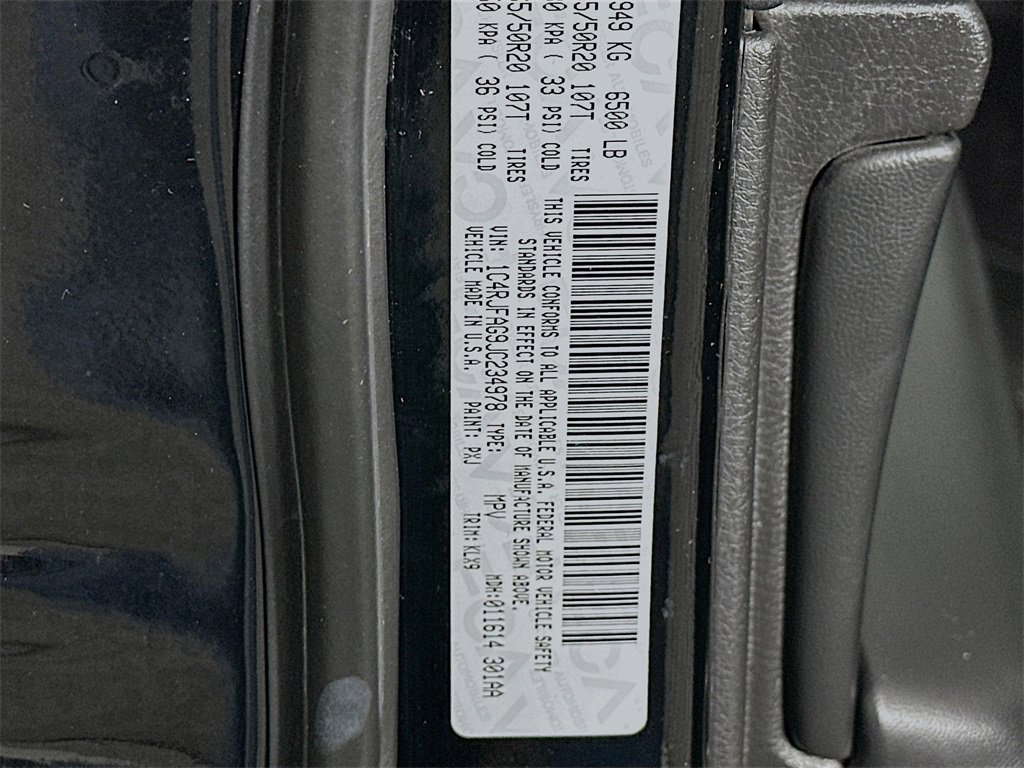 949 KG 6500 LB
5/50R20 107T TIRES
0 KPA ( 33 PSI) COLD
5/50R20 107T TIRES
50 KPA ( 36 PSI) COLD
THIS VEHICLE CONFORMS TO ALL APPLICABLE U.S.A. FEDERAL MOTOR VEHICLE SAFETY
STANDARDS IN EFFECT ON THE DATE OF MANUFACTURE SHOWN ABOVE.
VIN: 1C4RJFAG9JC234978 TYPE: MPV MDH:011614 301AA
VEHICLE MADE IN U.S.A. PAINT: PXJ TRIM:KLX9